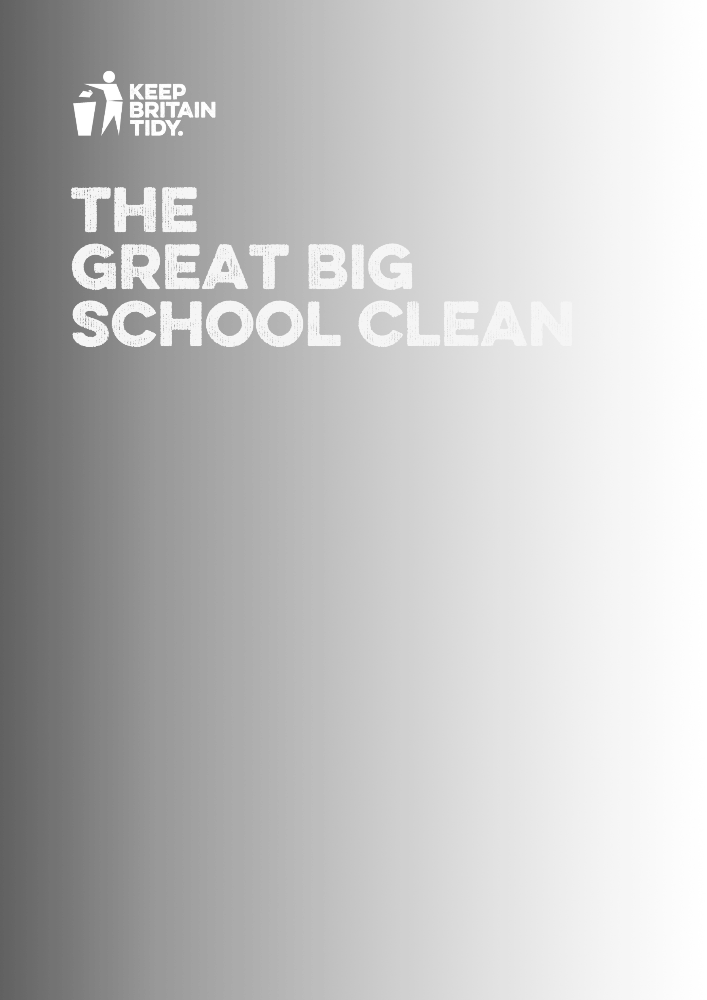 KEEP
BRITAIN
TIDY.
THE
GREAT BIG
SCHOOL CLEAN